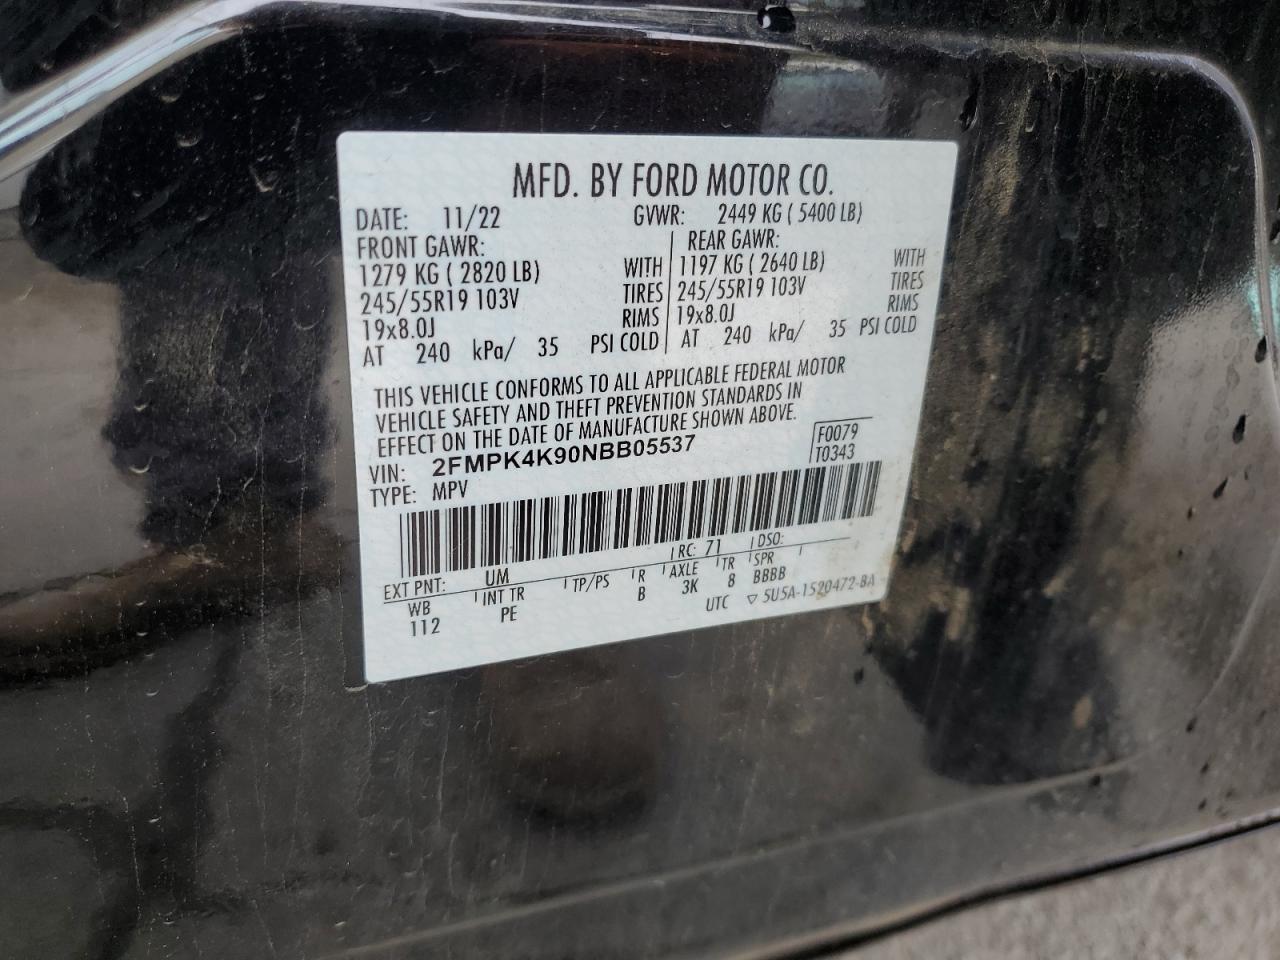 MFD. BY FORD MOTOR CO.
DATE: 11/22 GVWR: 2449 KG ( 5400 LB)
FRONT GAWR: REAR GAWR:
1279 KG ( 2820 LB) WITH 1197 KG ( 2640 LB) WITH
245/55R19 103V TIRES 245/55R19 103V TIRES
19x8.0J RIMS 19x8.0J RIMS
AT 240 kPa/ 35 PSI COLD AT 240 kPa/ 35 PSI COLD
THIS VEHICLE CONFORMS TO ALL APPLICABLE FEDERAL MOTOR
VEHICLE SAFETY AND THEFT PREVENTION STANDARDS IN
EFFECT ON THE DATE OF MANUFACTURE SHOWN ABOVE.
VIN: 2FMPK4K90NBB05537 F0079
TYPE: MPV T0343
EXT PNT: UM RC: 71 DSO:
WB INT TR TP/PS R AXLE TR SPR
112 PE B 3K 8 BBBB
UTC ▽ 5U5A-1520472-BA